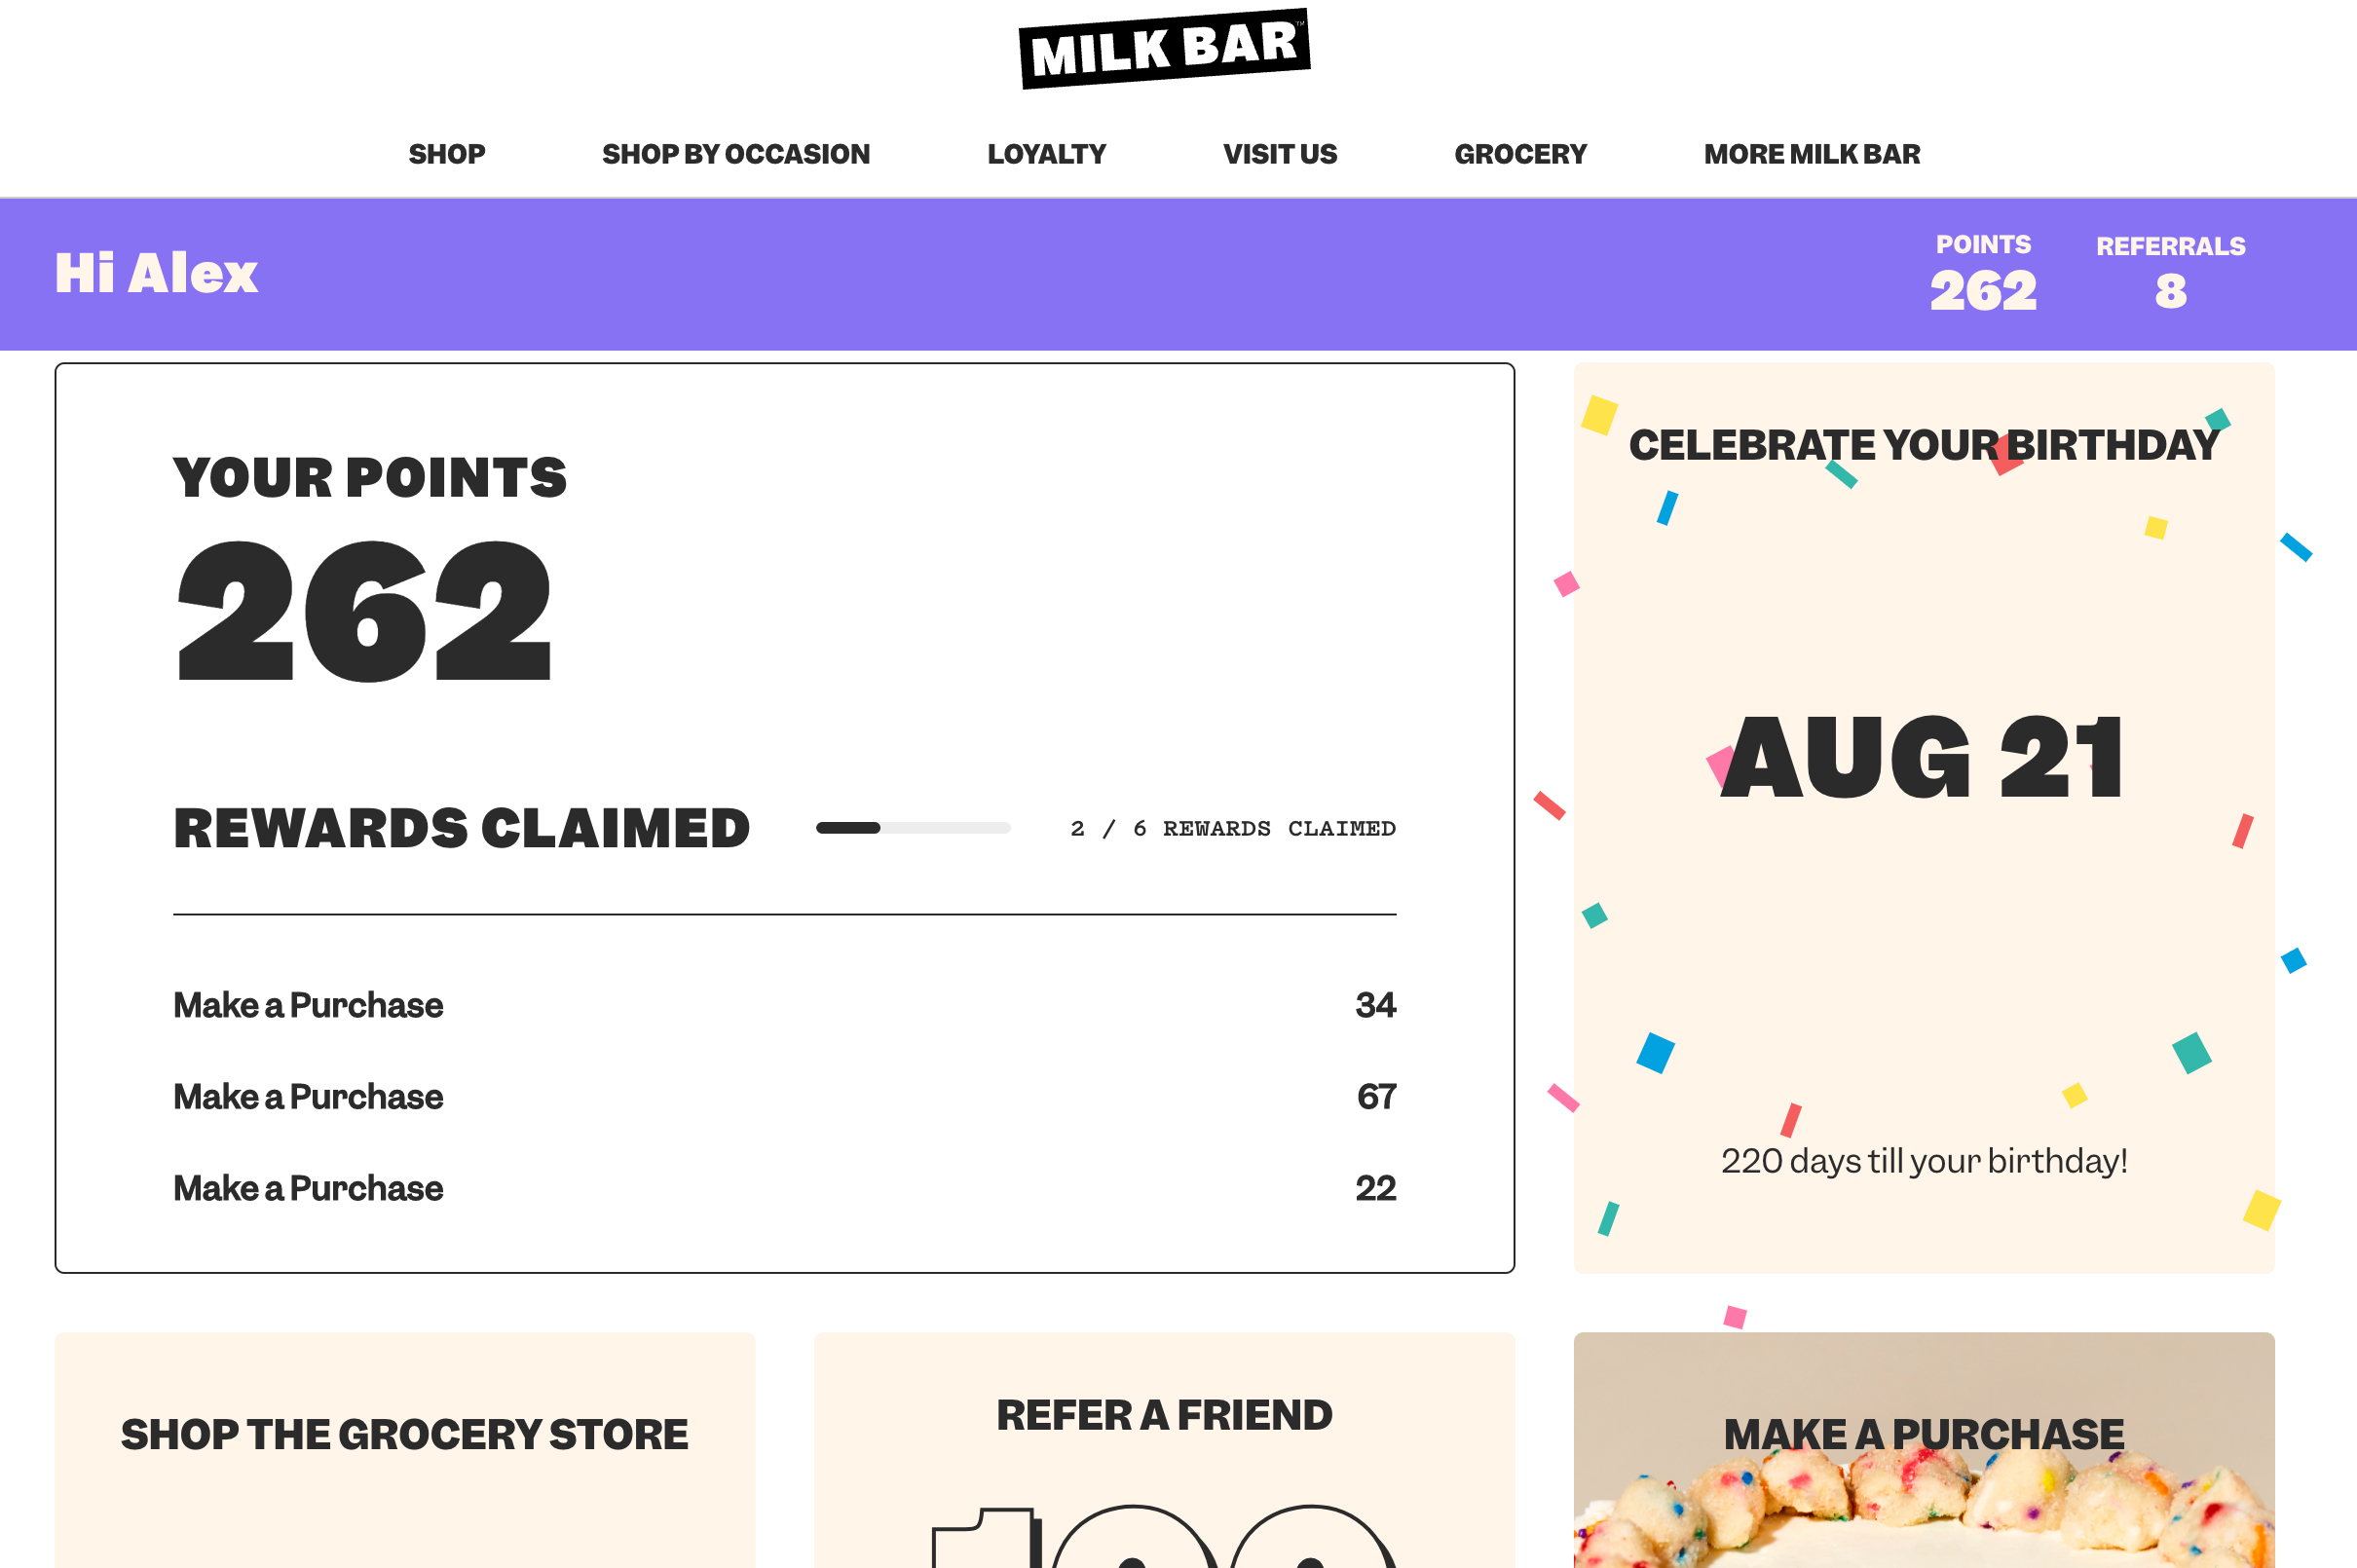 MILK BAR™
SHOP
SHOP BY OCCASION
LOYALTY
VISIT US
GROCERY
MORE MILK BAR
Hi Alex
POINTS
262
REFERRALS
8
YOUR POINTS
262
REWARDS CLAIMED
2 / 6 REWARDS CLAIMED
Make a Purchase 34
Make a Purchase 67
Make a Purchase 22
CELEBRATE YOUR BIRTHDAY
AUG 21
220 days till your birthday!
SHOP THE GROCERY STORE
REFER A FRIEND
100
MAKE A PURCHASE